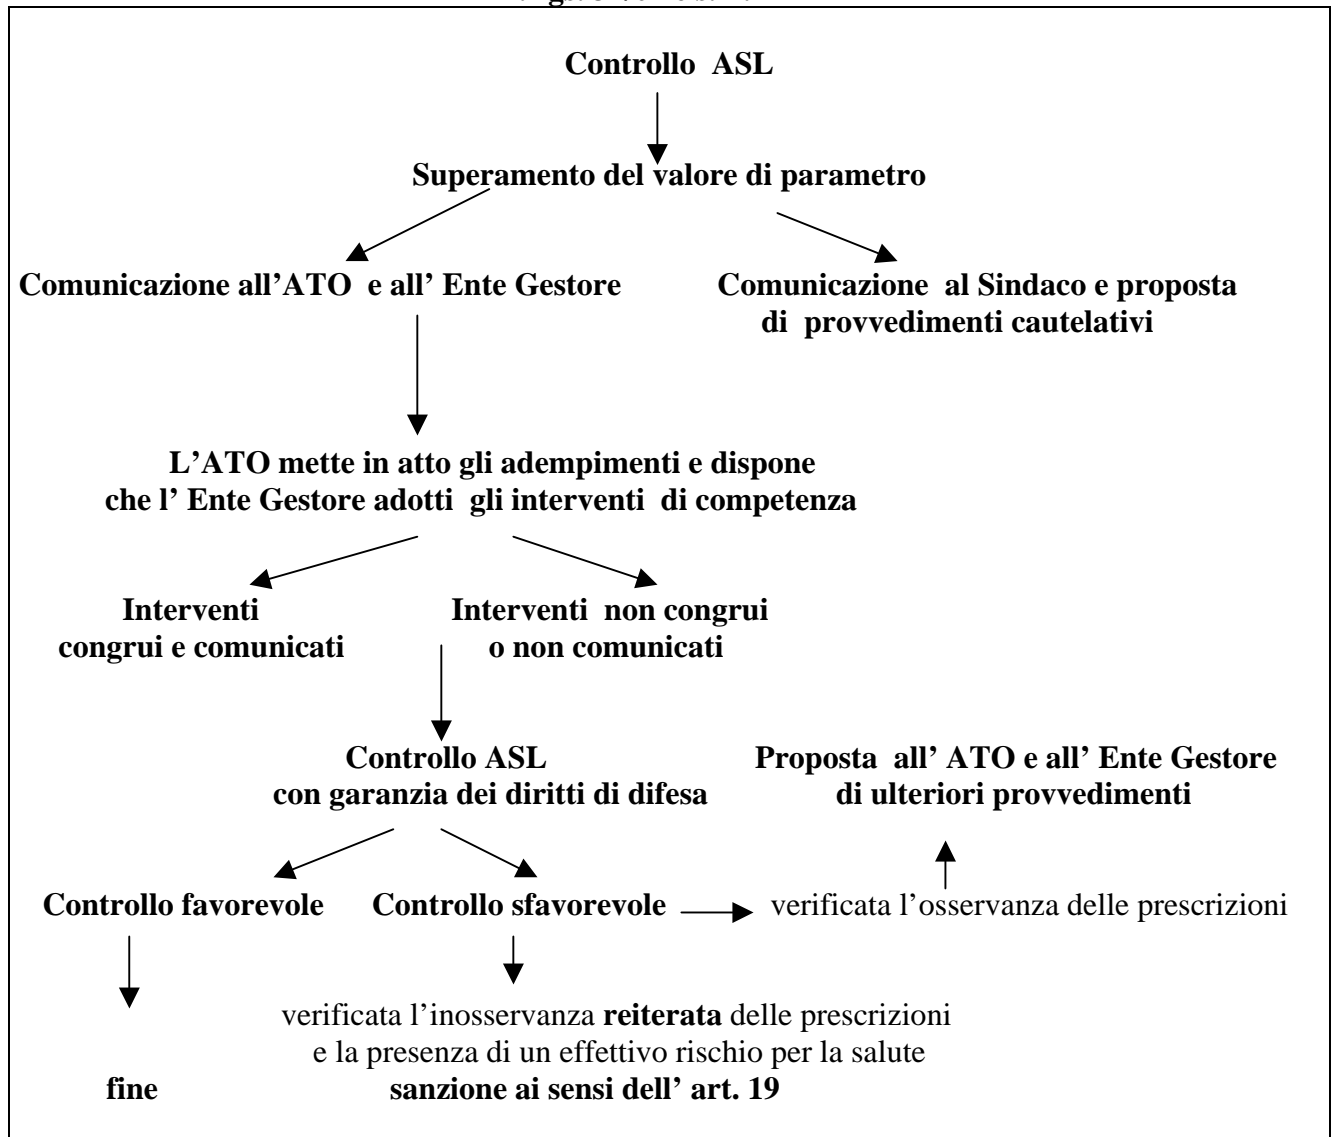 Controllo ASL
Superamento del valore di parametro
Comunicazione all'ATO e all' Ente Gestore
Comunicazione al Sindaco e proposta
di provvedimenti cautelativi
L'ATO mette in atto gli adempimenti e dispone
che l' Ente Gestore adotti gli interventi di competenza
Interventi
congrui e comunicati
Interventi non congrui
o non comunicati
Controllo ASL
con garanzia dei diritti di difesa
Proposta all' ATO e all' Ente Gestore
di ulteriori provvedimenti
Controllo favorevole
Controllo sfavorevole
verificata l'osservanza delle prescrizioni
verificata l'inosservanza reiterata delle prescrizioni
e la presenza di un effettivo rischio per la salute
fine
sanzione ai sensi dell' art. 19